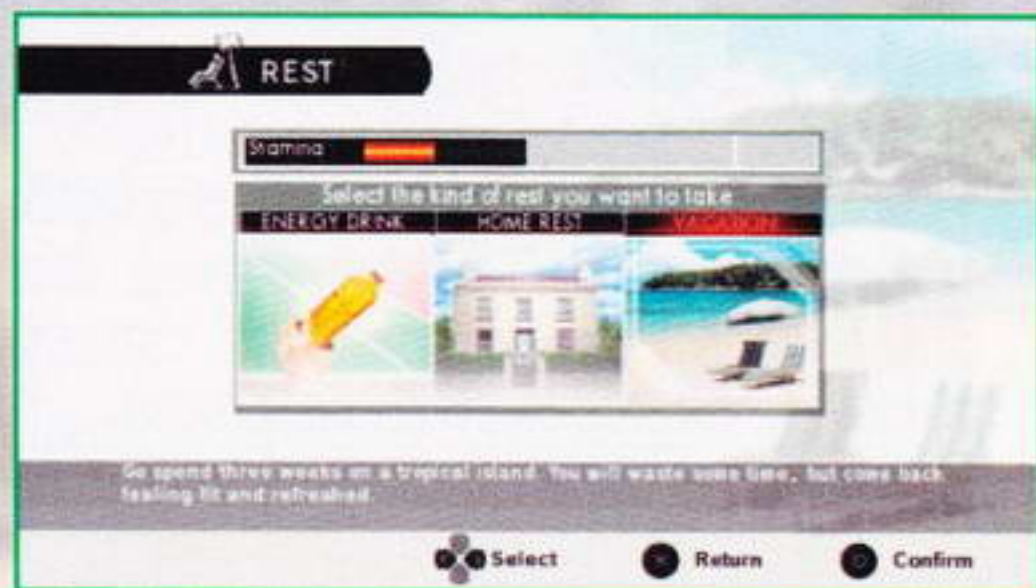 REST
Stamina
Select the kind of rest you want to take
ENERGY DRINK HOME REST VACATION
Go spend three weeks on a tropical island. You will waste some time, but come back
feeling fit and refreshed.
Select Return Confirm